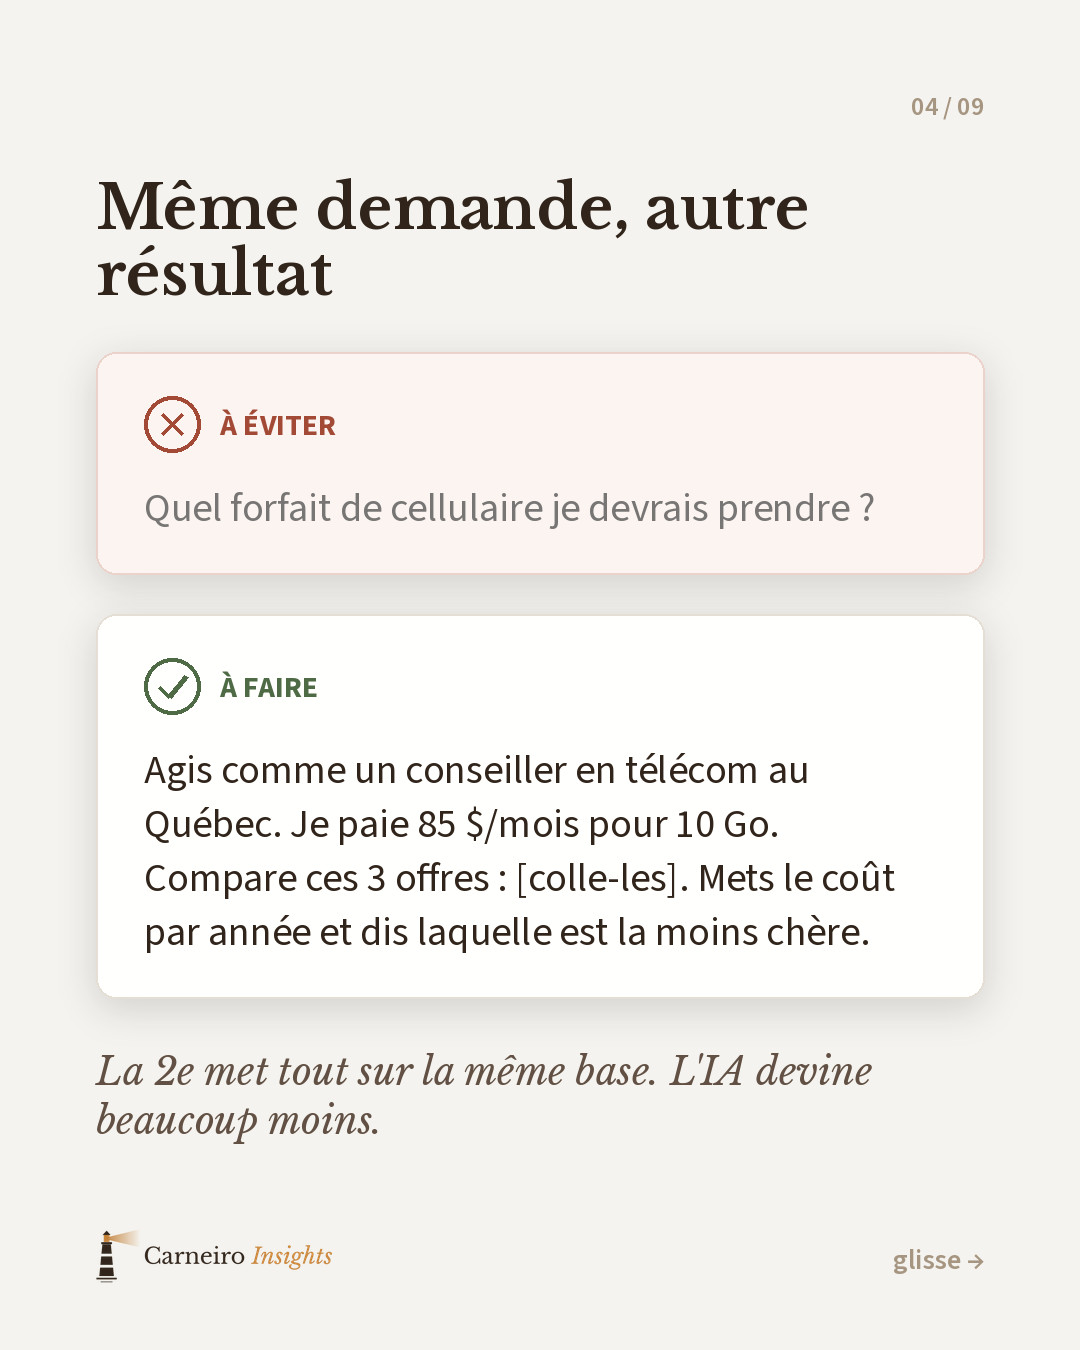 04 / 09
Même demande, autre
résultat
À ÉVITER
Quel forfait de cellulaire je devrais prendre ?
À FAIRE
Agis comme un conseiller en télécom au
Québec. Je paie 85 $/mois pour 10 Go.
Compare ces 3 offres : [colle-les]. Mets le coût
par année et dis laquelle est la moins chère.
La 2e met tout sur la même base. L'IA devine
beaucoup moins.
Carneiro Insights
glisse →